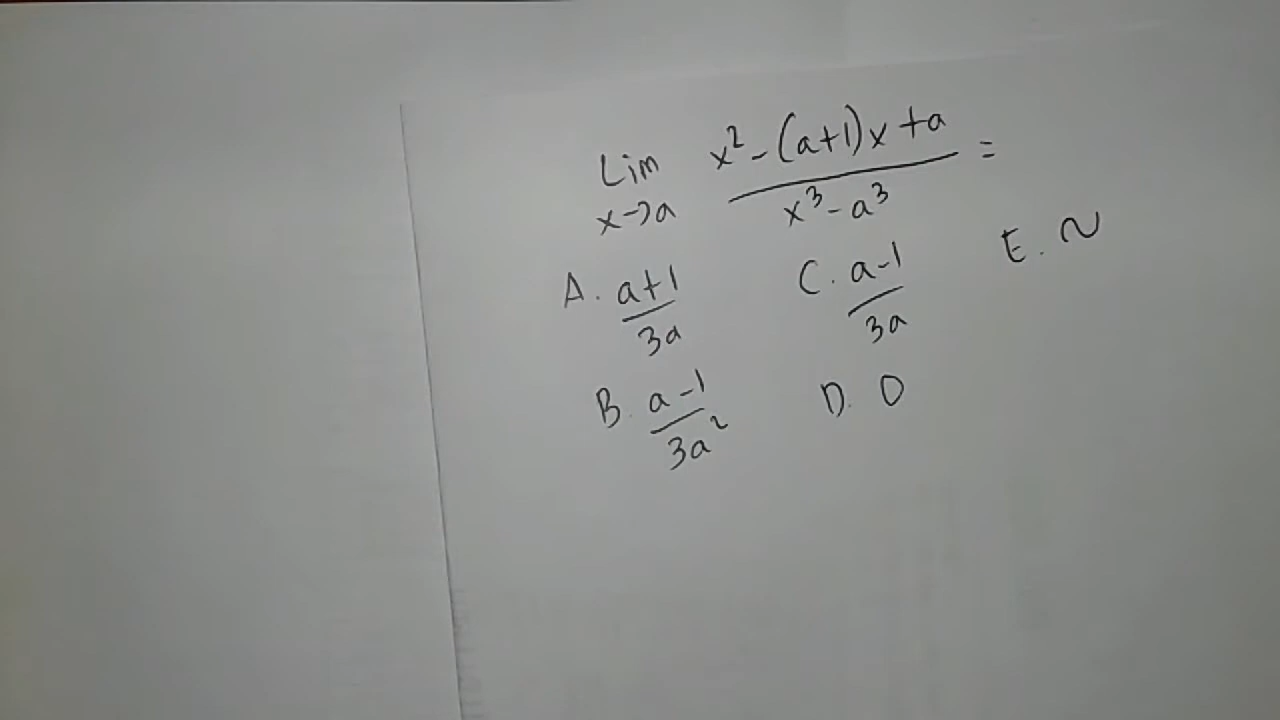 Lim x→a (x² - (a+1)x + a) / (x³ - a³) =
A. (a+1) / 3a
C. (a-1) / 3a
E. ~
B. (a-1) / 3a²
D. 0